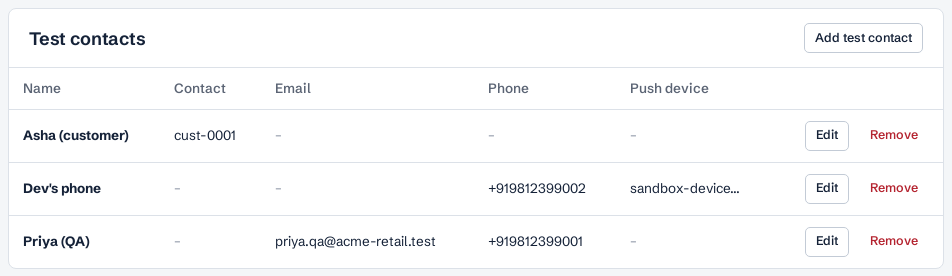 Test contacts
Add test contact
Name Contact Email Phone Push device
Asha (customer) cust-0001 – – – Edit Remove
Dev's phone – – +919812399002 sandbox-device… Edit Remove
Priya (QA) – priya.qa@acme-retail.test +919812399001 – Edit Remove